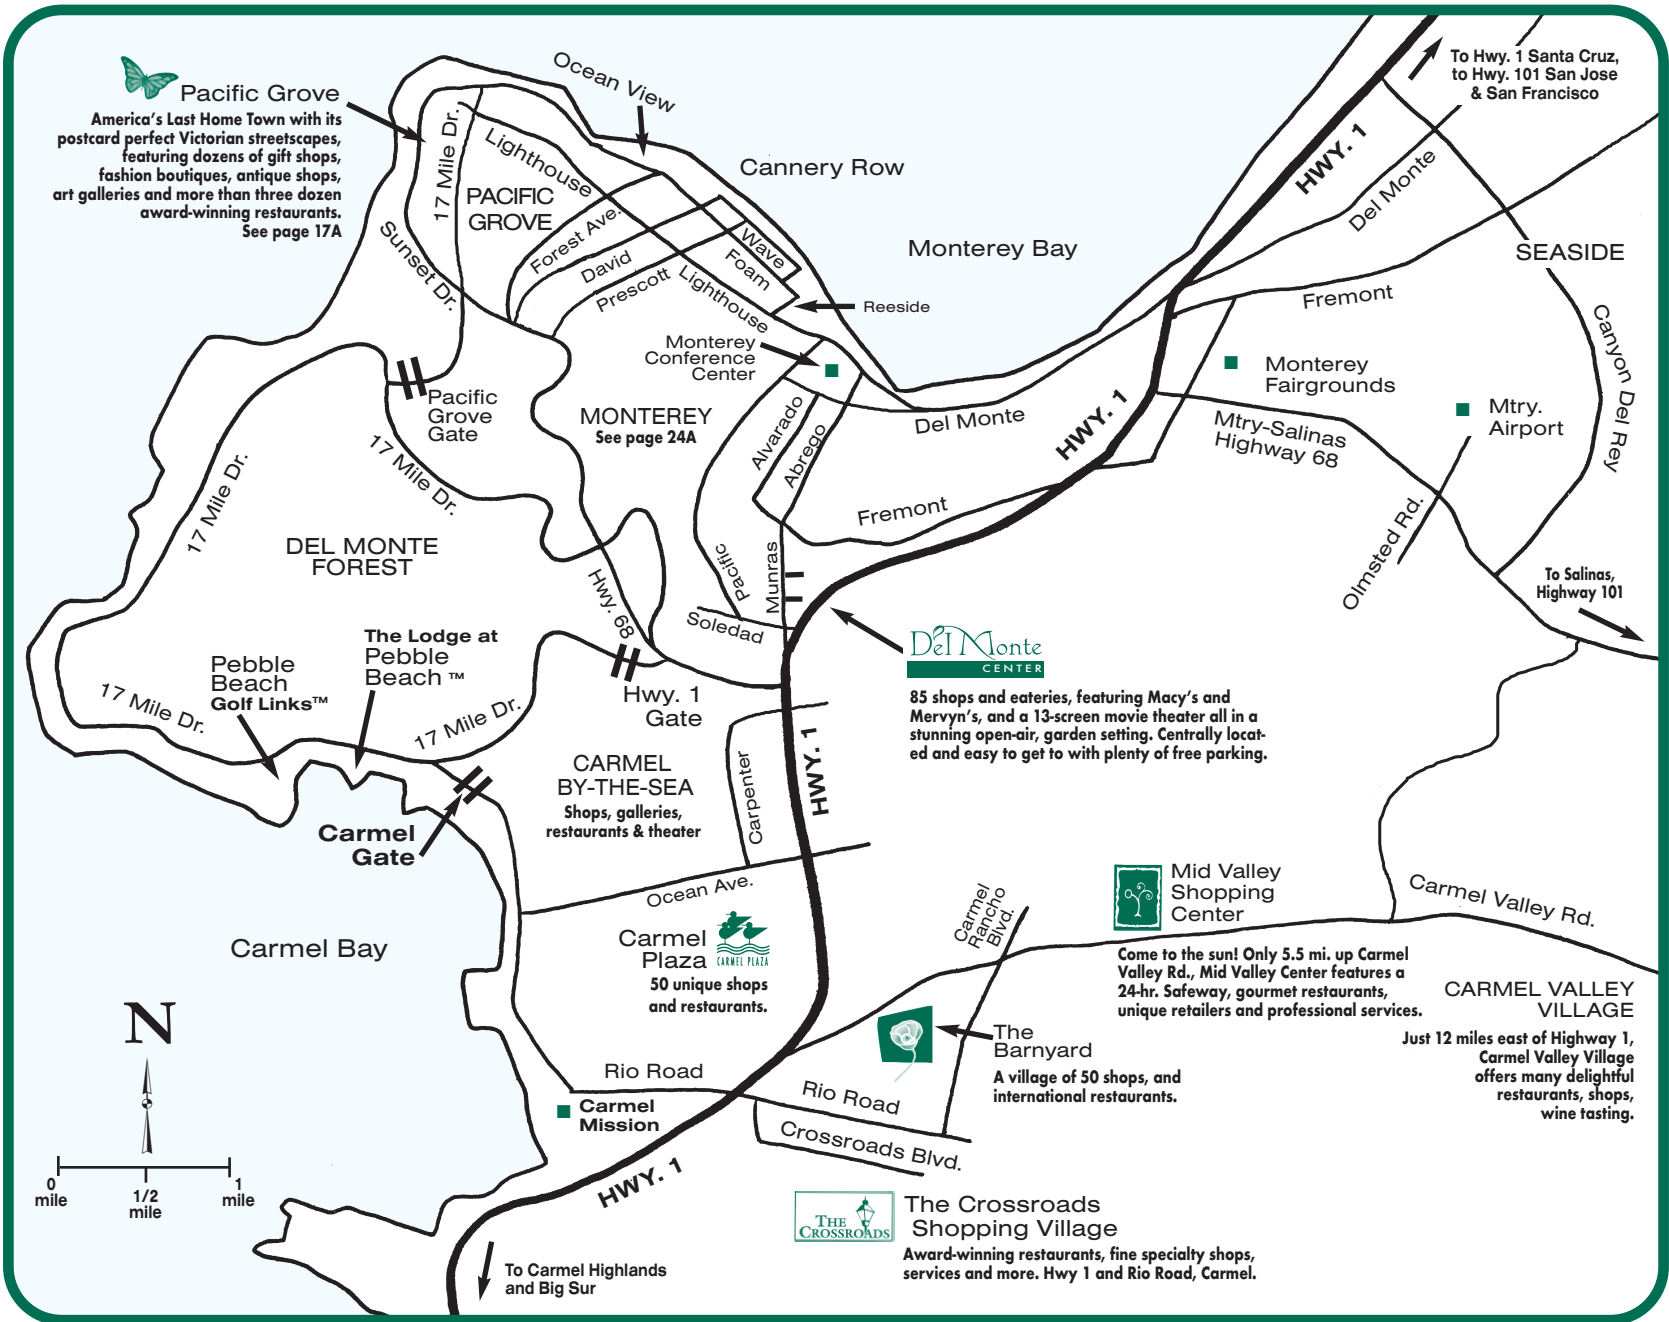 Pacific Grove
America's Last Home Town with its
postcard perfect Victorian streetscapes,
featuring dozens of gift shops,
fashion boutiques, antique shops,
art galleries and more than three dozen
award-winning restaurants.
See page 17A
Ocean View
Cannery Row
Monterey Bay
To Hwy. 1 Santa Cruz,
to Hwy. 101 San Jose
& San Francisco
HWY. 1
Del Monte
SEASIDE
Fremont
Canyon Del Rey
17 Mile Dr.
Lighthouse
PACIFIC
GROVE
Sunset Dr.
Forest Ave.
David
Prescott
Lighthouse
Wave
Foam
Reeside
Monterey
Conference
Center
Monterey
Fairgrounds
Mtry.
Airport
Pacific
Grove
Gate
MONTEREY
See page 24A
Alvarado
Abrego
Del Monte
HWY. 1
Mtry-Salinas
Highway 68
17 Mile Dr.
17 Mile Dr.
Fremont
Olmsted Rd.
DEL MONTE
FOREST
Hwy. 68
Pacific
Munras
Soledad
To Salinas,
Highway 101
Del Monte
CENTER
85 shops and eateries, featuring Macy's and
Mervyn's, and a 13-screen movie theater all in a
stunning open-air, garden setting. Centrally locat-
ed and easy to get to with plenty of free parking.
The Lodge at
Pebble
Beach ™
Pebble
Beach
Golf Links™
17 Mile Dr.
17 Mile Dr.
Hwy. 1
Gate
CARMEL
BY-THE-SEA
Shops, galleries,
restaurants & theater
Carpenter
HWY. 1
Carmel
Gate
Ocean Ave.
Carmel
Plaza
CARMEL PLAZA
50 unique shops
and restaurants.
Carmel Bay
Carmel
Rancho
Blvd.
Mid Valley
Shopping
Center
Come to the sun! Only 5.5 mi. up Carmel
Valley Rd., Mid Valley Center features a
24-hr. Safeway, gourmet restaurants,
unique retailers and professional services.
Carmel Valley Rd.
CARMEL VALLEY
VILLAGE
Just 12 miles east of Highway 1,
Carmel Valley Village
offers many delightful
restaurants, shops,
wine tasting.
The
Barnyard
A village of 50 shops, and
international restaurants.
N
Rio Road
Rio Road
Carmel
Mission
Crossroads Blvd.
HWY. 1
0
mile
1/2
mile
1
mile
THE
CROSSROADS
The Crossroads
Shopping Village
Award-winning restaurants, fine specialty shops,
services and more. Hwy 1 and Rio Road, Carmel.
To Carmel Highlands
and Big Sur